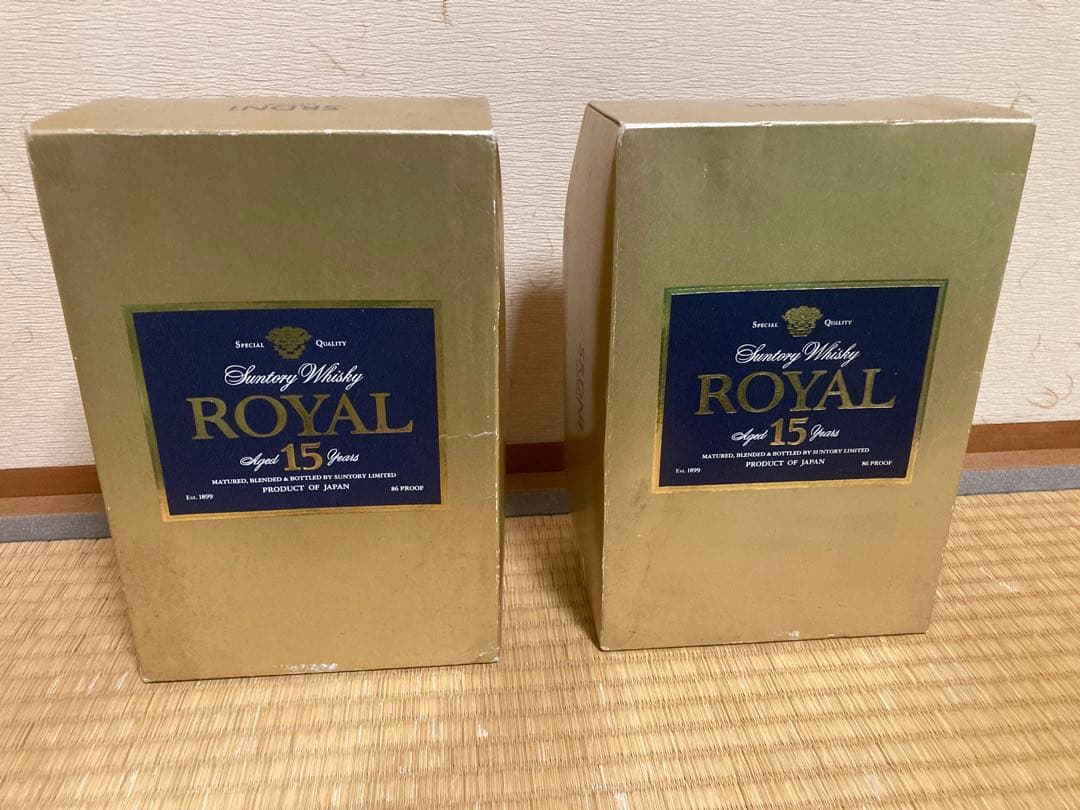 SRDN1
SPECIAL QUALITY
Suntory Whisky
ROYAL
Aged 15 Years
MATURED, BLENDED & BOTTLED BY SUNTORY LIMITED
EST. 1899 PRODUCT OF JAPAN 86 PROOF
SRDN1
SPECIAL QUALITY
Suntory Whisky
ROYAL
Aged 15 Years
MATURED, BLENDED & BOTTLED BY SUNTORY LIMITED
EST. 1899 PRODUCT OF JAPAN 86 PROOF